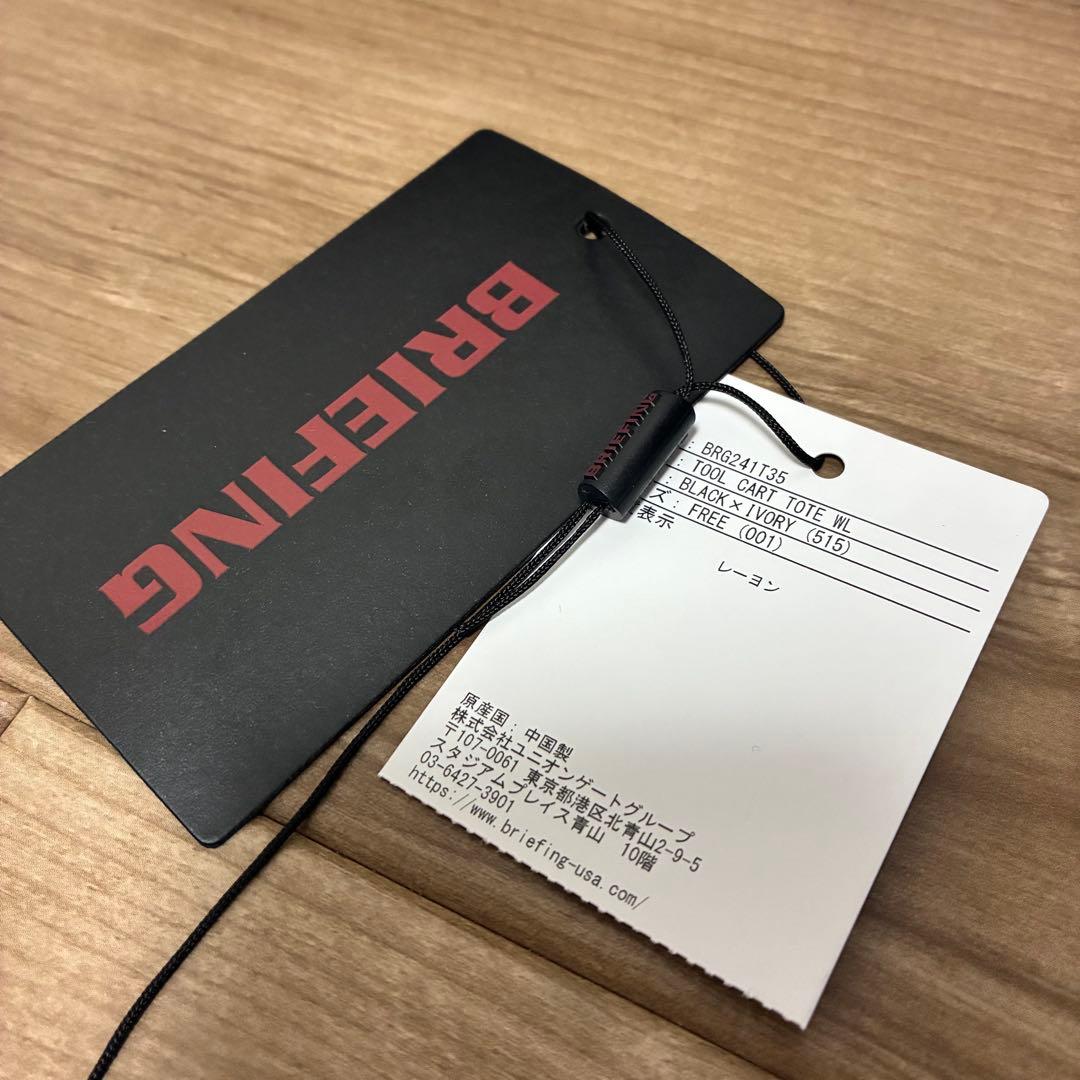 BRIEFING
BRIEFING
: BRG241T35
: TOOL CART TOTE WL
: BLACK×IVORY (515)
ズ: FREE (001)
表示
レーヨン
原産国: 中国製
株式会社ユニオンゲートグループ
〒107-0061 東京都港区北青山2-9-5
スタジアムプレイス青山 10階
03-6427-3901
https://www.briefing-usa.com/